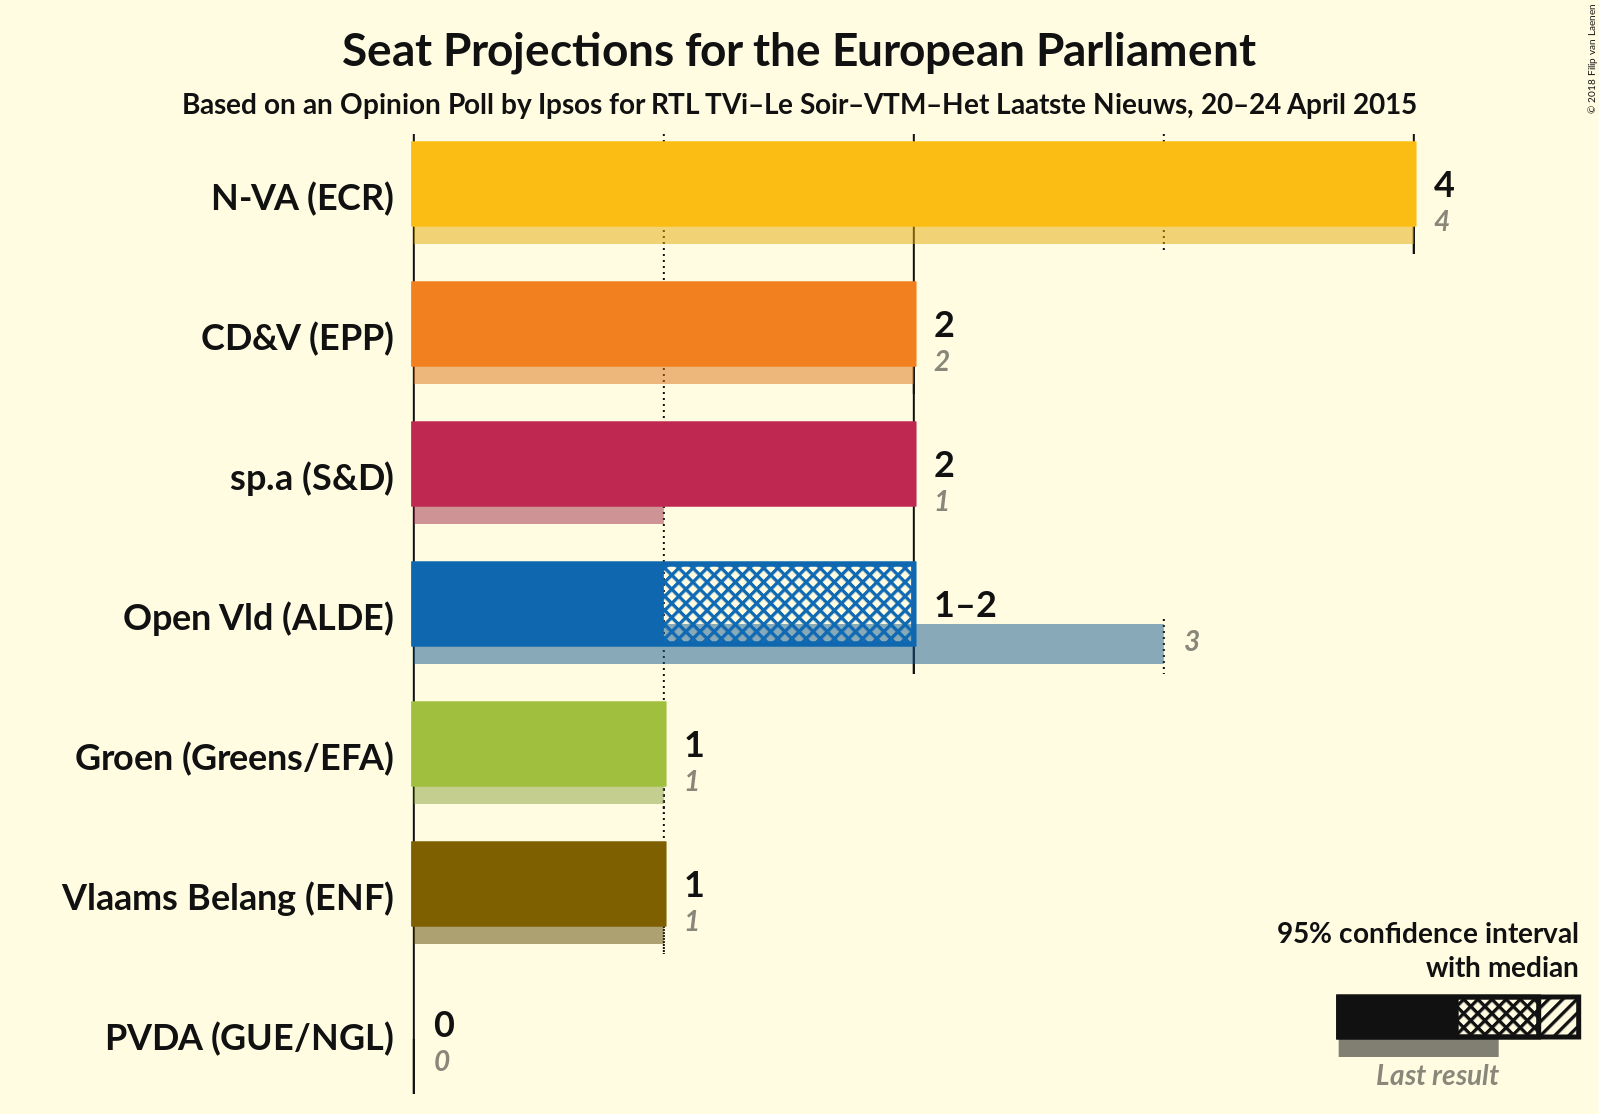 Seat Projections for the European Parliament
Based on an Opinion Poll by Ipsos for RTL TVi–Le Soir–VTM–Het Laatste Nieuws, 20–24 April 2015
© 2018 Filip van Laenen
N-VA (ECR)
4
4
CD&V (EPP)
2
2
sp.a (S&D)
2
1
Open Vld (ALDE)
1–2
3
Groen (Greens/EFA)
1
1
Vlaams Belang (ENF)
1
1
PVDA (GUE/NGL)
0
0
95% confidence interval
with median
Last result